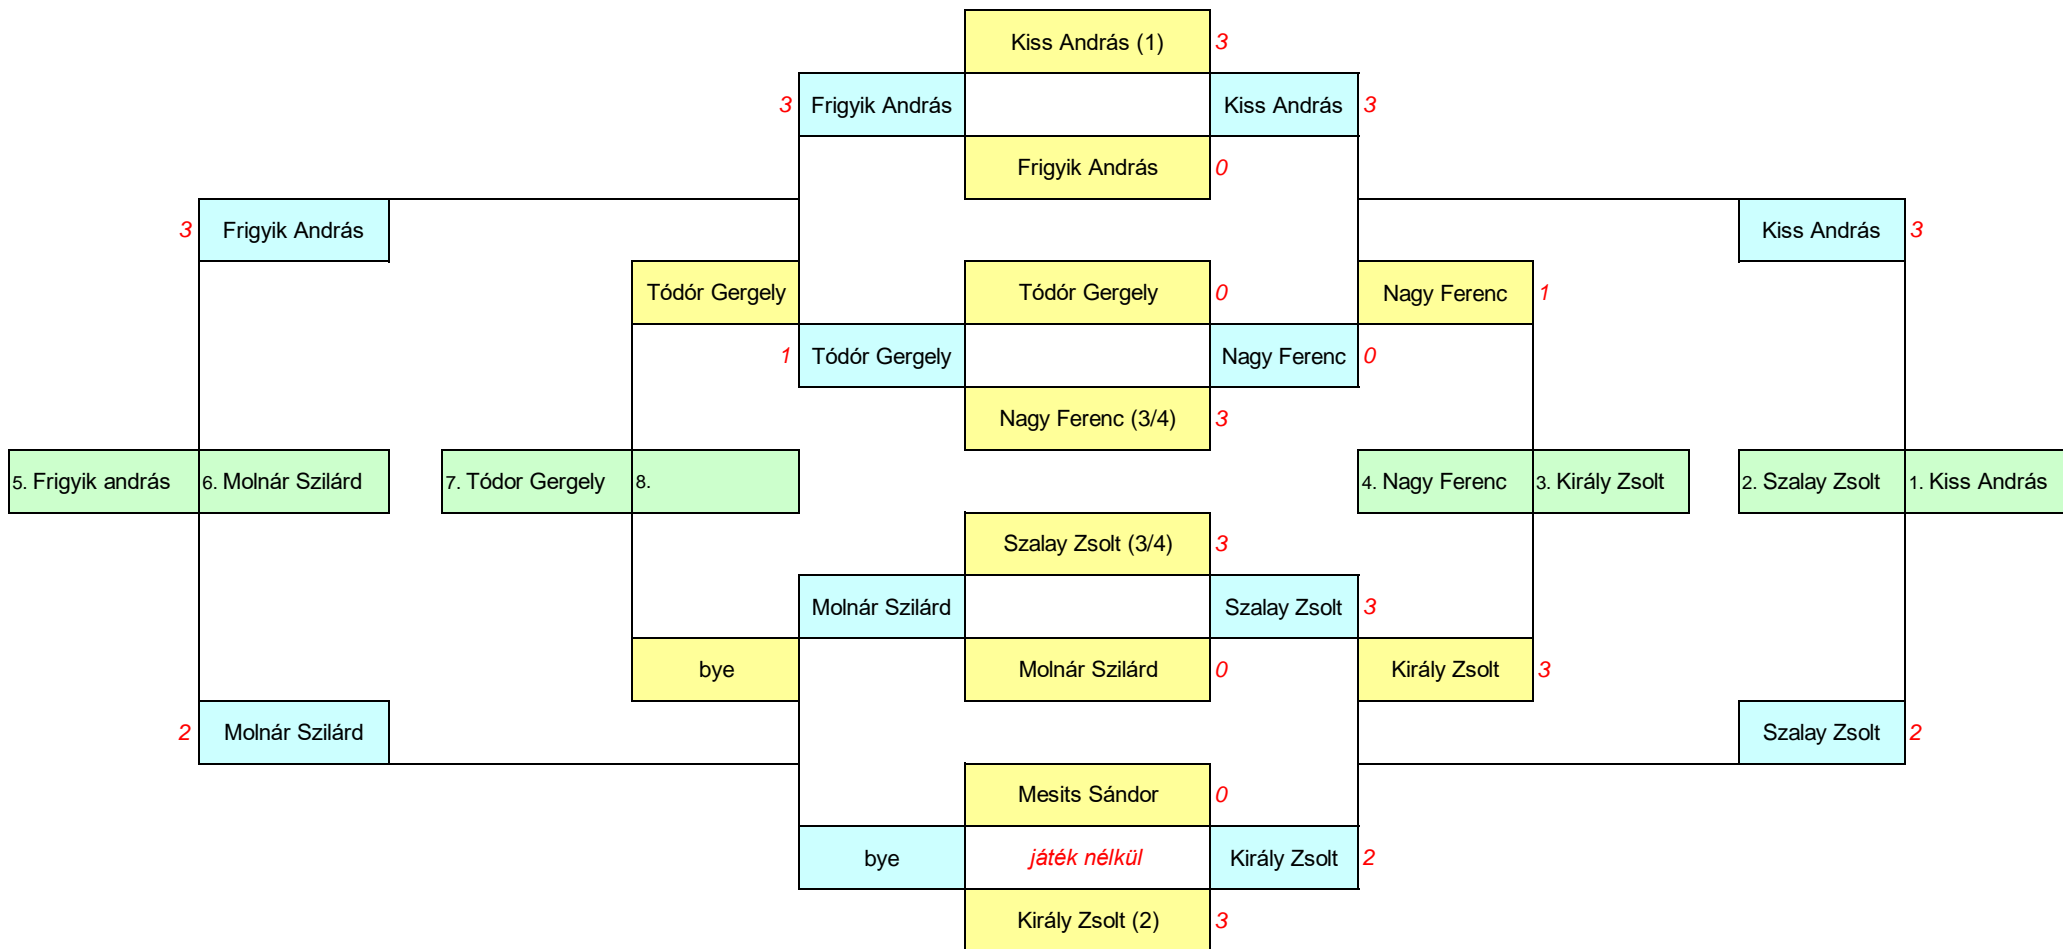 Kiss András (1) 3
3 Frigyik András Kiss András 3
Frigyik András 0
3 Frigyik András Kiss András 3
Tódór Gergely Tódór Gergely 0 Nagy Ferenc 1
1 Tódór Gergely Nagy Ferenc 0
Nagy Ferenc (3/4) 3
5. Frigyik andrás 6. Molnár Szilárd 7. Tódor Gergely 8. 4. Nagy Ferenc 3. Király Zsolt 2. Szalay Zsolt 1. Kiss András
Szalay Zsolt (3/4) 3
Molnár Szilárd Szalay Zsolt 3
bye Molnár Szilárd 0 Király Zsolt 3
2 Molnár Szilárd Szalay Zsolt 2
Mesits Sándor 0
bye játék nélkül Király Zsolt 2
Király Zsolt (2) 3